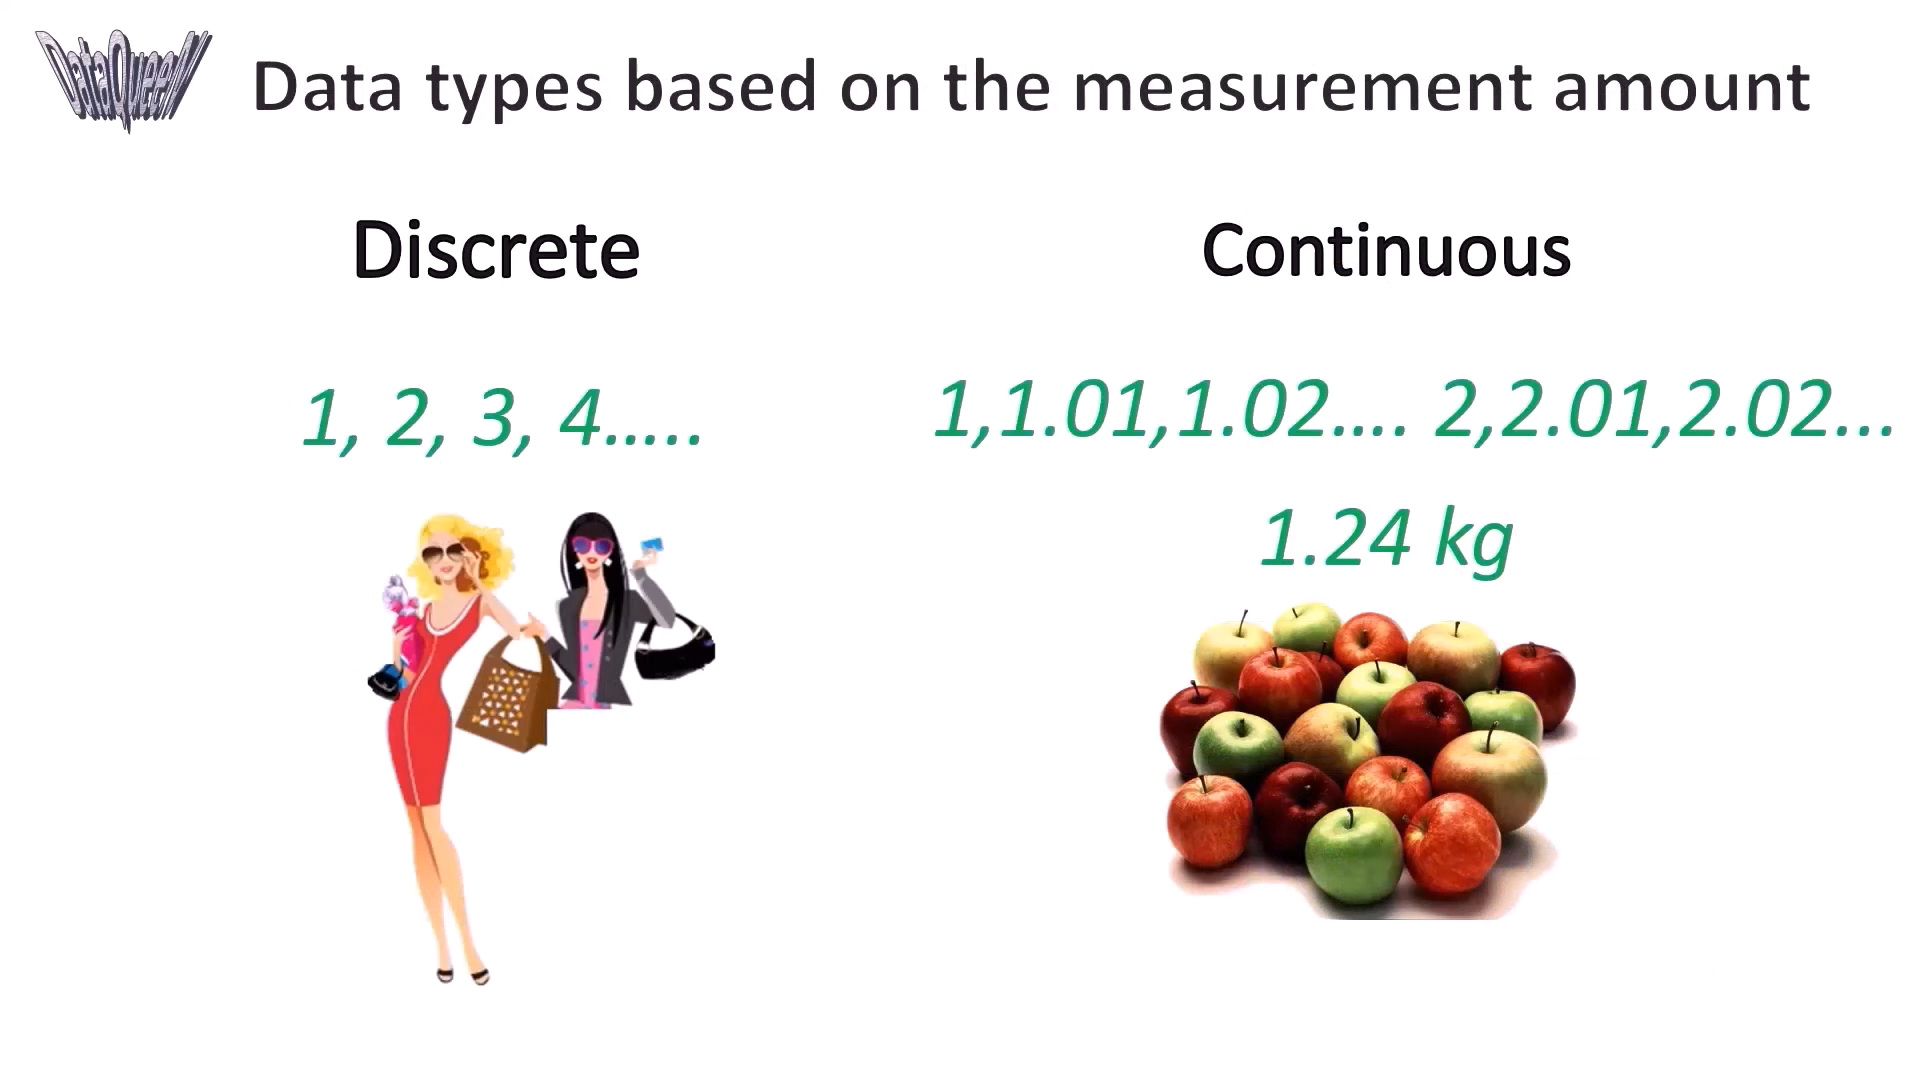 DataQueen
Data types based on the measurement amount
Discrete
Continuous
1, 2, 3, 4.....
1,1.01,1.02.... 2,2.01,2.02...
1.24 kg